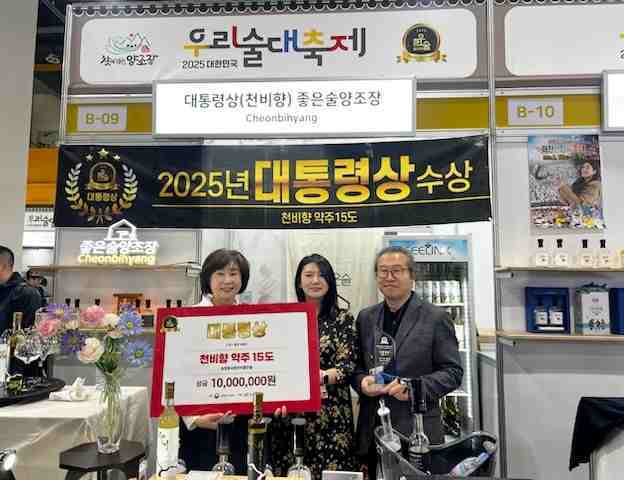 찾아가는 양조장
우리술대축제
2025 대한민국
대통령상(천비향) 좋은술양조장
Cheonbihyang
B-09
B-10
대통령상
2025년 대통령상 수상
천비향 약주 15도
좋은술양조장
Cheonbihyang
대통령상
천비향 약주 15도
상금 10,000,000원